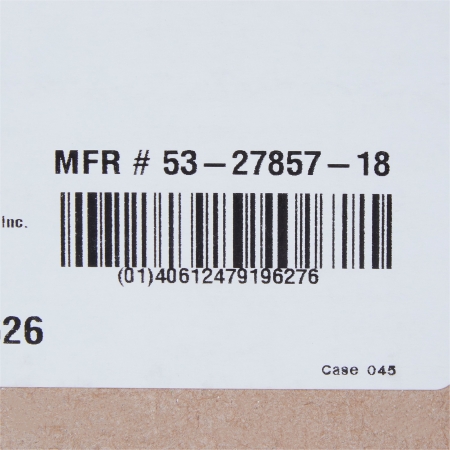 MFR # 53-27857-18
Inc.
(01)40612479196276
26
Case 045